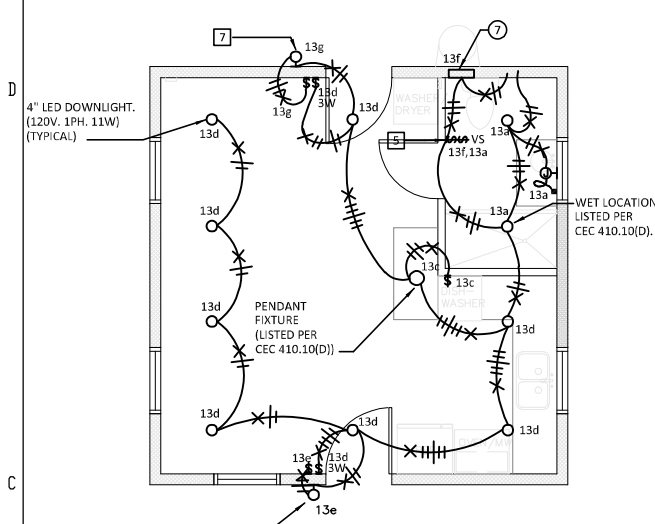 7
13g
7
13f
D
4" LED DOWNLIGHT.
(120V. 1PH. 11W)
(TYPICAL)
$$
13d
3W
13g
13d
13d
WASHER
DRYER
13a
5
VS
13f,13a
13a
13d
13a
WET LOCATION
LISTED PER
CEC 410.10(D).
13c
$
13c
DISH-
WASHER
PENDANT
FIXTURE
(LISTED PER
CEC 410.10(D))
13d
13d
13d
13d
13d
13e
13d
$$
3W
C
13e